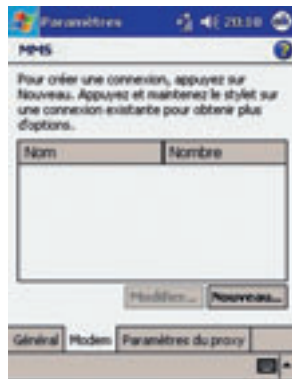 Paramètres 20:10
MMS
Pour créer une connexion, appuyez sur
Nouveau. Appuyez et maintenez le stylet sur
une connexion existante pour obtenir plus
d'options.
Nom Nombre
Modifier... Nouveau...
Général Modem Paramètres du proxy